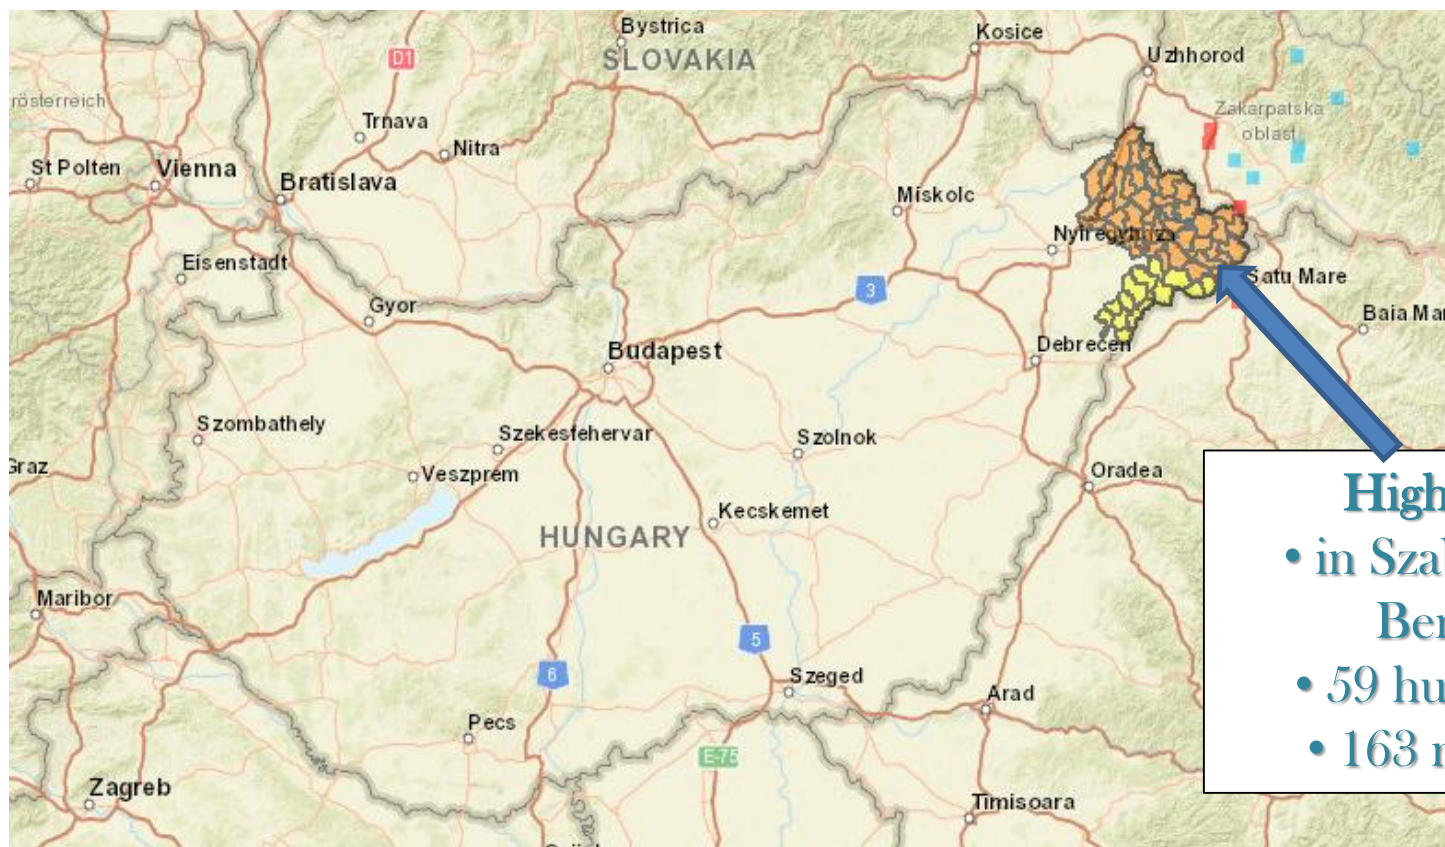 Bystrica
Kosice
SLOVAKIA
D1
Uzhhorod
rösterreich
Zakarpatska
oblast
Trnava
Nitra
St Polten
Vienna
Bratislava
Miskolc
Nyiregyhaza
Eisenstadt
Satu Mare
3
Gyor
Baia Mar
Debrecen
Budapest
Szombathely
Szekesfehervar
Szolnok
Graz
Veszprem
Oradea
High
• in Szal
Ber
• 59 hu
• 163 r
Kecskemet
HUNGARY
Maribor
5
6
Szeged
Arad
Pecs
E-75
Zagreb
Timisoara